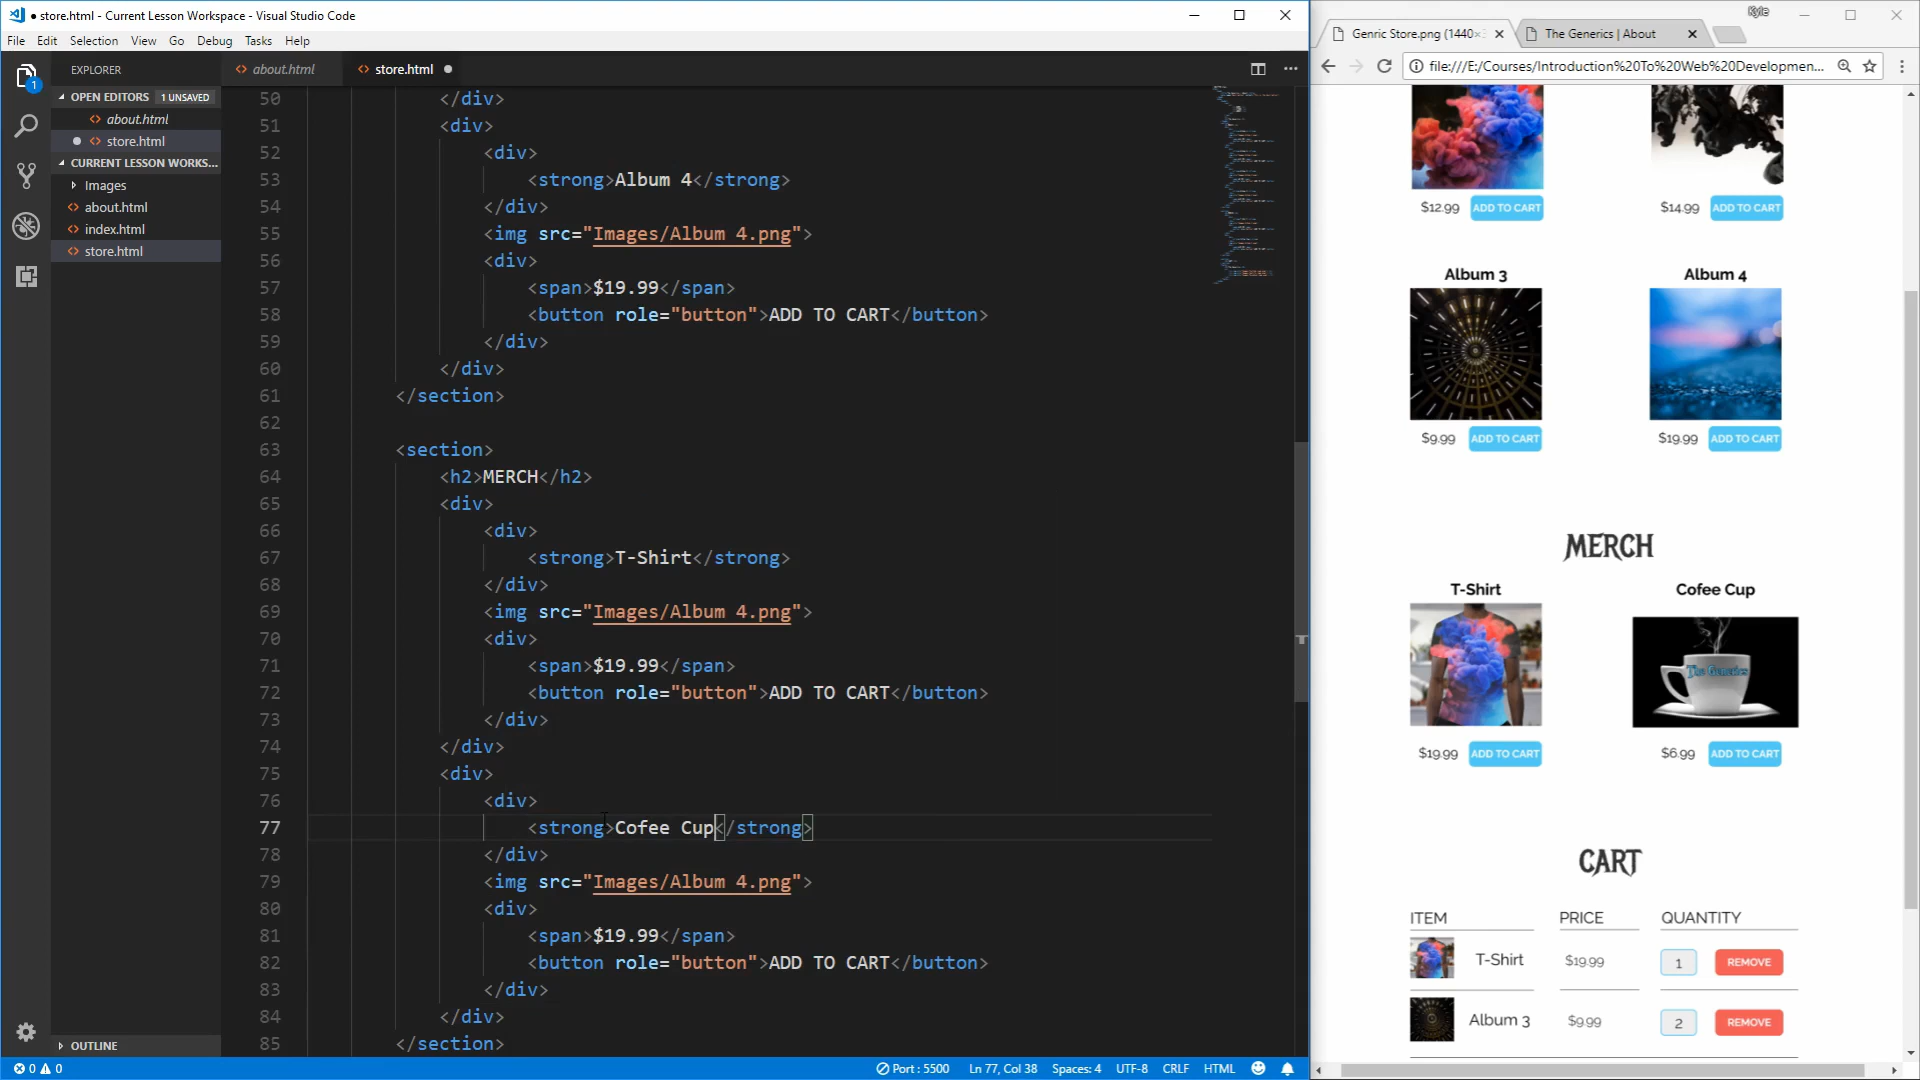 store.html - Current Lesson Workspace - Visual Studio Code
File Edit Selection View Go Debug Tasks Help
EXPLORER
OPEN EDITORS 1 UNSAVED
about.html
store.html
CURRENT LESSON WORKS...
Images
about.html
index.html
store.html
OUTLINE
1
about.html store.html
50 </div>
51 <div>
52 <div>
53 <strong>Album 4</strong>
54 </div>
55 <img src="Images/Album 4.png">
56 <div>
57 <span>$19.99</span>
58 <button role="button">ADD TO CART</button>
59 </div>
60 </div>
61 </section>
62
63 <section>
64 <h2>MERCH</h2>
65 <div>
66 <div>
67 <strong>T-Shirt</strong>
68 </div>
69 <img src="Images/Album 4.png">
70 <div>
71 <span>$19.99</span>
72 <button role="button">ADD TO CART</button>
73 </div>
74 </div>
75 <div>
76 <div>
77 <strong>Cofee Cup</strong>
78 </div>
79 <img src="Images/Album 4.png">
80 <div>
81 <span>$19.99</span>
82 <button role="button">ADD TO CART</button>
83 </div>
84 </div>
85 </section>
0 0 Port : 5500 Ln 77, Col 38 Spaces: 4 UTF-8 CRLF HTML
Kyle
Genric Store.png (1440× The Generics | About
file:///E:/Courses/Introduction%20To%20Web%20Developmen...
$12.99 ADD TO CART $14.99 ADD TO CART
Album 3 Album 4
$9.99 ADD TO CART $19.99 ADD TO CART
MERCH
T-Shirt Cofee Cup
The Generics
$19.99 ADD TO CART $6.99 ADD TO CART
CART
ITEM PRICE QUANTITY
T-Shirt $19.99 1 REMOVE
Album 3 $9.99 2 REMOVE